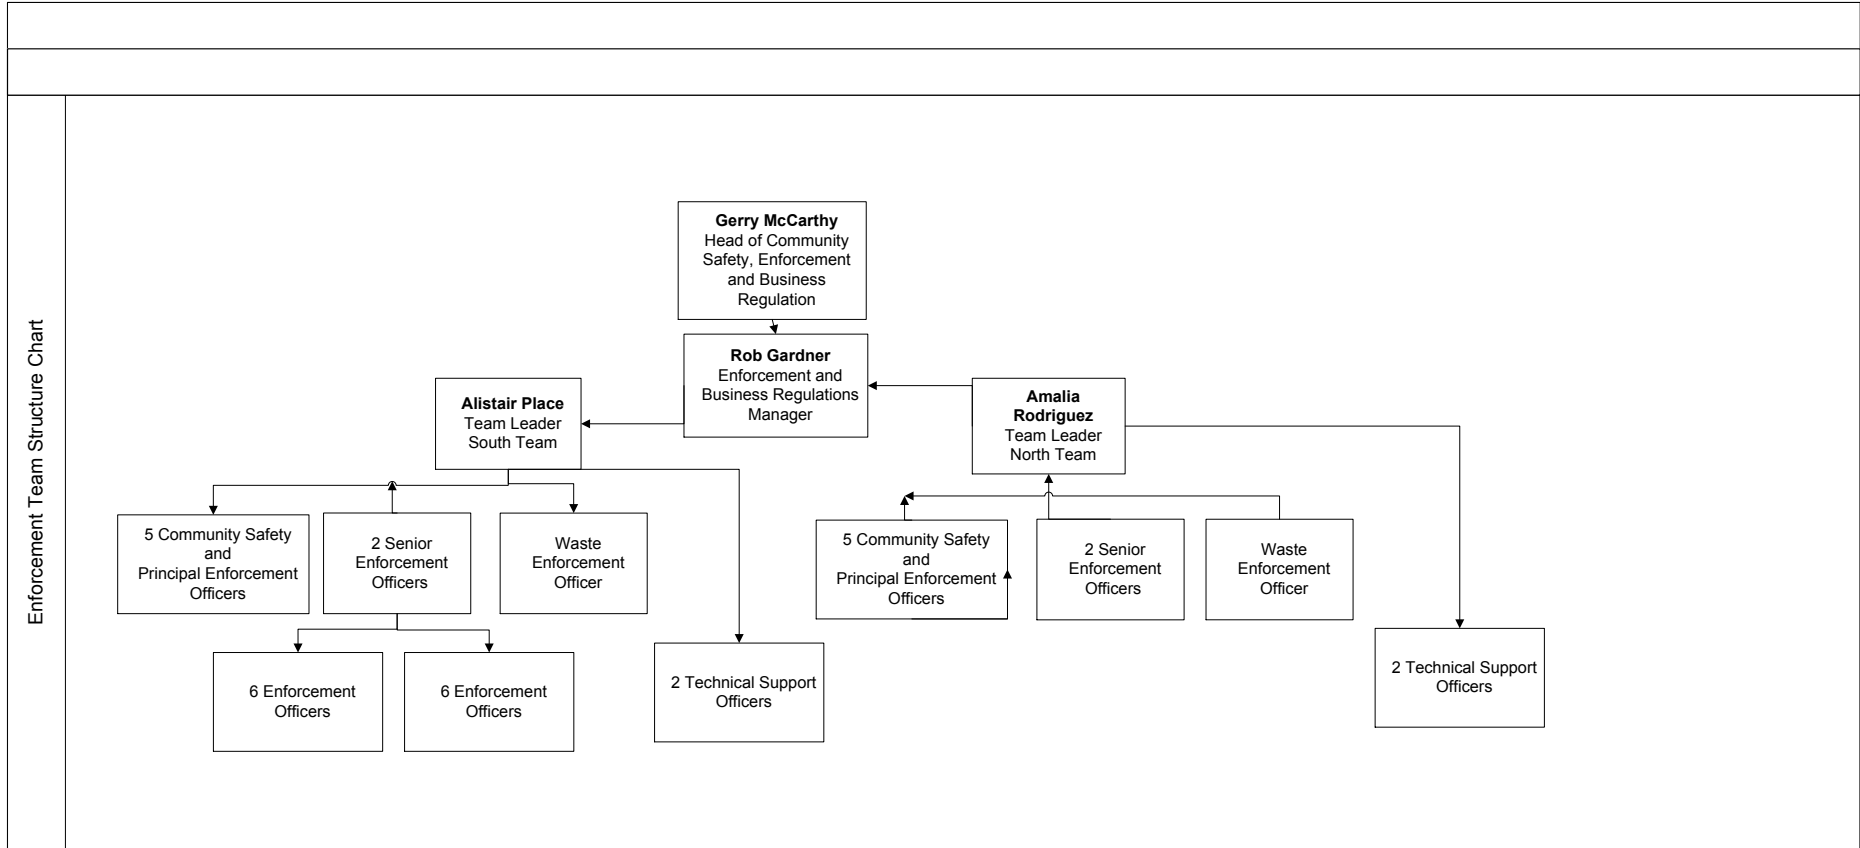 Enforcement Team Structure Chart
Gerry McCarthy
Head of Community
Safety, Enforcement
and Business
Regulation
Rob Gardner
Enforcement and
Business Regulations
Manager
Alistair Place
Team Leader
South Team
Amalia
Rodriguez
Team Leader
North Team
5 Community Safety
and
Principal Enforcement
Officers
2 Senior
Enforcement
Officers
Waste
Enforcement
Officer
5 Community Safety
and
Principal Enforcement
Officers
2 Senior
Enforcement
Officers
Waste
Enforcement
Officer
6 Enforcement
Officers
6 Enforcement
Officers
2 Technical Support
Officers
2 Technical Support
Officers